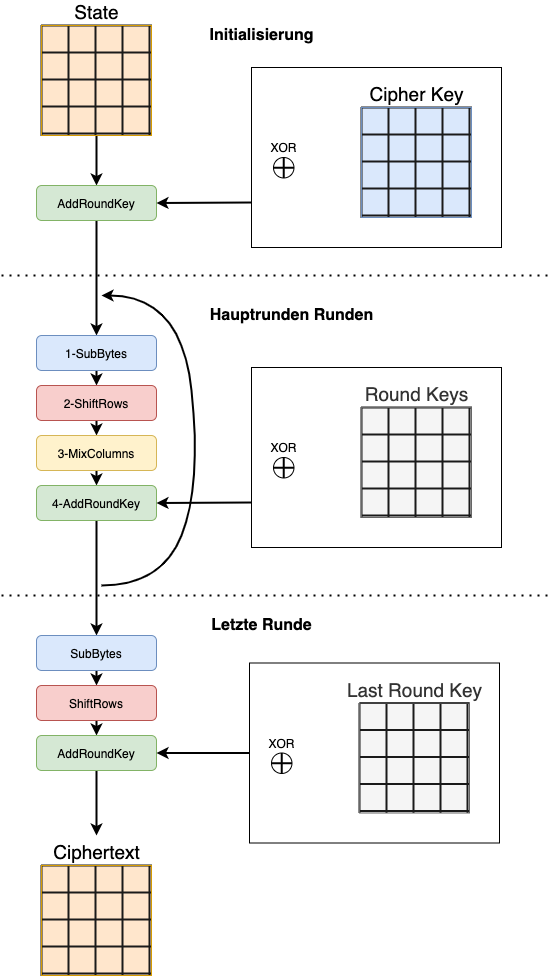 State
Initialisierung
Cipher Key
XOR
AddRoundKey
Hauptrunden Runden
1-SubBytes
Round Keys
2-ShiftRows
XOR
3-MixColumns
4-AddRoundKey
Letzte Runde
SubBytes
Last Round Key
ShiftRows
XOR
AddRoundKey
Ciphertext